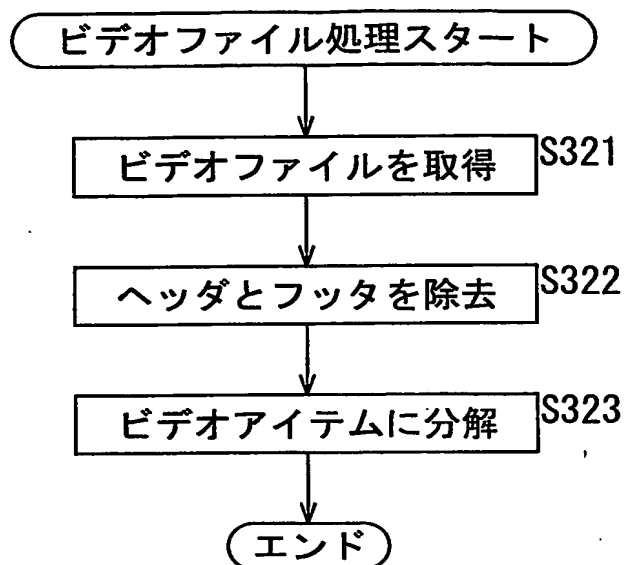 ビデオファイル処理スタート
ビデオファイルを取得 S321
ヘッダとフッタを除去 S322
ビデオアイテムに分解 S323
エンド